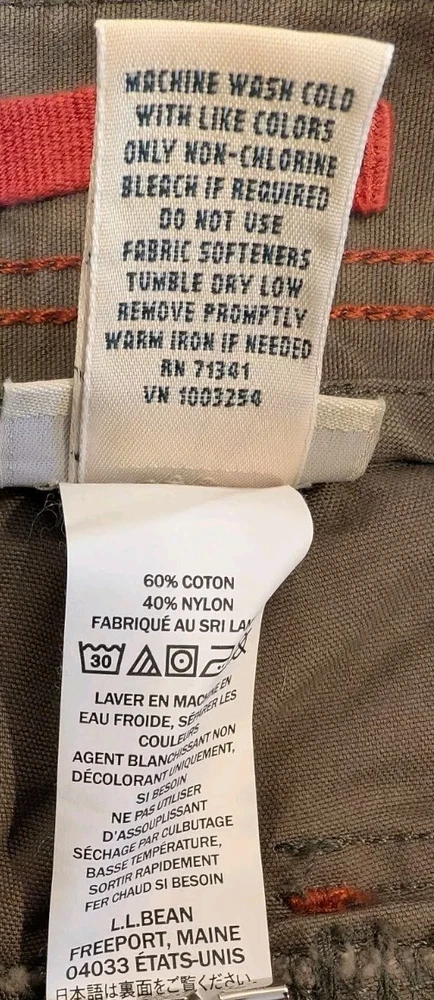 MACHINE WASH COLD
WITH LIKE COLORS
ONLY NON-CHLORINE
BLEACH IF REQUIRED
DO NOT USE
FABRIC SOFTENERS
TUMBLE DRY LOW
REMOVE PROMPTLY
WARM IRON IF NEEDED
RN 71341
VN 1003254
60% COTON
40% NYLON
FABRIQUÉ AU SRI LAN
30
LAVER EN MACHINE EN
EAU FROIDE, SÉPARER LES
COULEURS
AGENT BLANCHISSANT NON
DÉCOLORANT UNIQUEMENT,
SI BESOIN
NE PAS UTILISER
D'ASSOUPLISSANT
SÉCHAGE PAR CULBUTAGE
BASSE TEMPÉRATURE,
SORTIR RAPIDEMENT
FER CHAUD SI BESOIN
L.L.BEAN
FREEPORT, MAINE
04033 ÉTATS-UNIS
日本語は裏面をご覧ください。